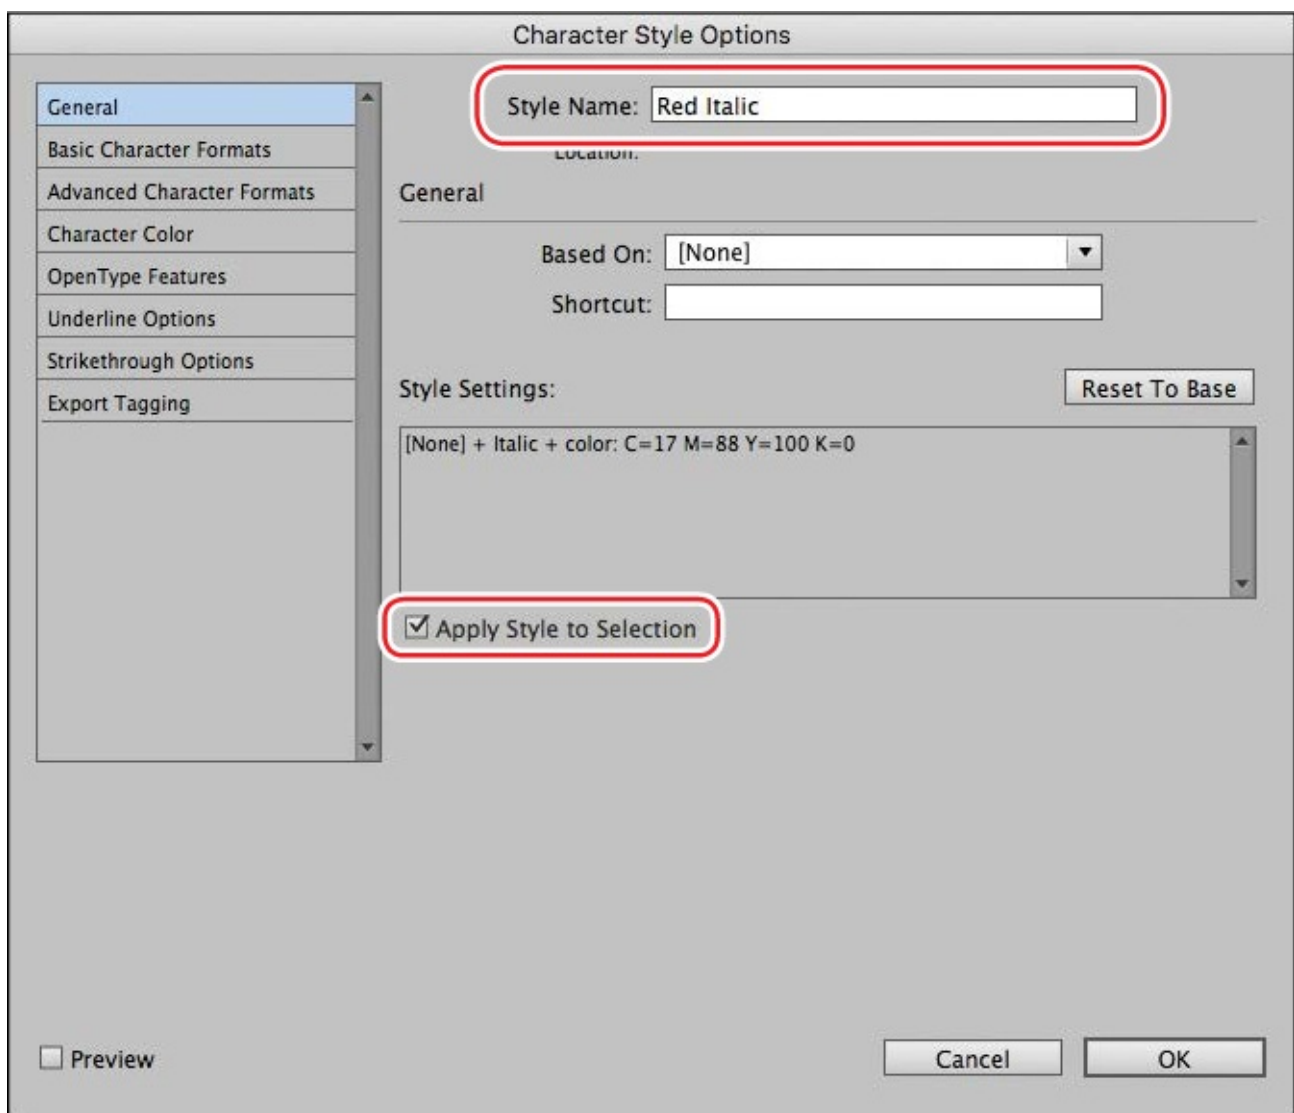 Character Style Options
General
Basic Character Formats
Advanced Character Formats
Character Color
OpenType Features
Underline Options
Strikethrough Options
Export Tagging
Style Name: Red Italic
Location:
General
Based On: [None]
Shortcut:
Style Settings:
Reset To Base
[None] + Italic + color: C=17 M=88 Y=100 K=0
Apply Style to Selection
Preview
Cancel
OK